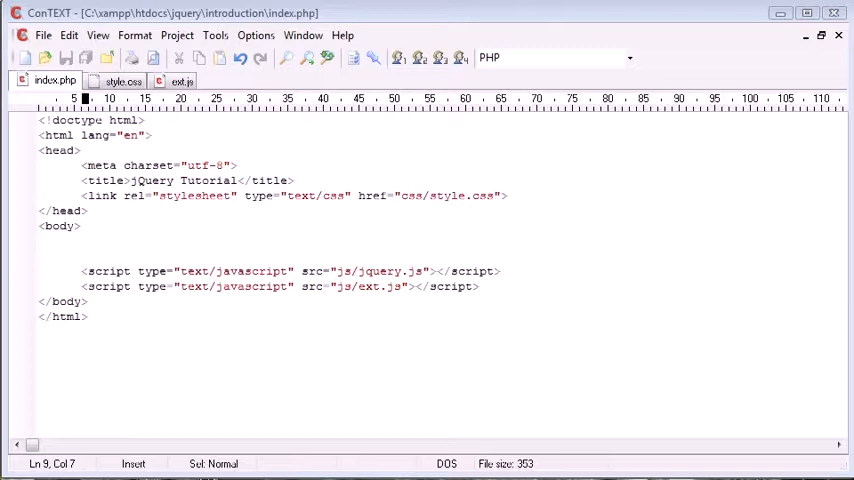 ConTEXT - [C:\xampp\htdocs\jquery\introduction\index.php]
File Edit View Format Project Tools Options Window Help
1 2 3 4 PHP
index.php style.css ext.js
5 10 15 20 25 30 35 40 45 50 55 60 65 70 75 80 85 90 95 100 105 110
<!doctype html>
<html lang="en">
<head>
<meta charset="utf-8">
<title>jQuery Tutorial</title>
<link rel="stylesheet" type="text/css" href="css/style.css">
</head>
<body>
<script type="text/javascript" src="js/jquery.js"></script>
<script type="text/javascript" src="js/ext.js"></script>
</body>
</html>
Ln 9, Col 7 Insert Sel: Normal DOS File size: 353